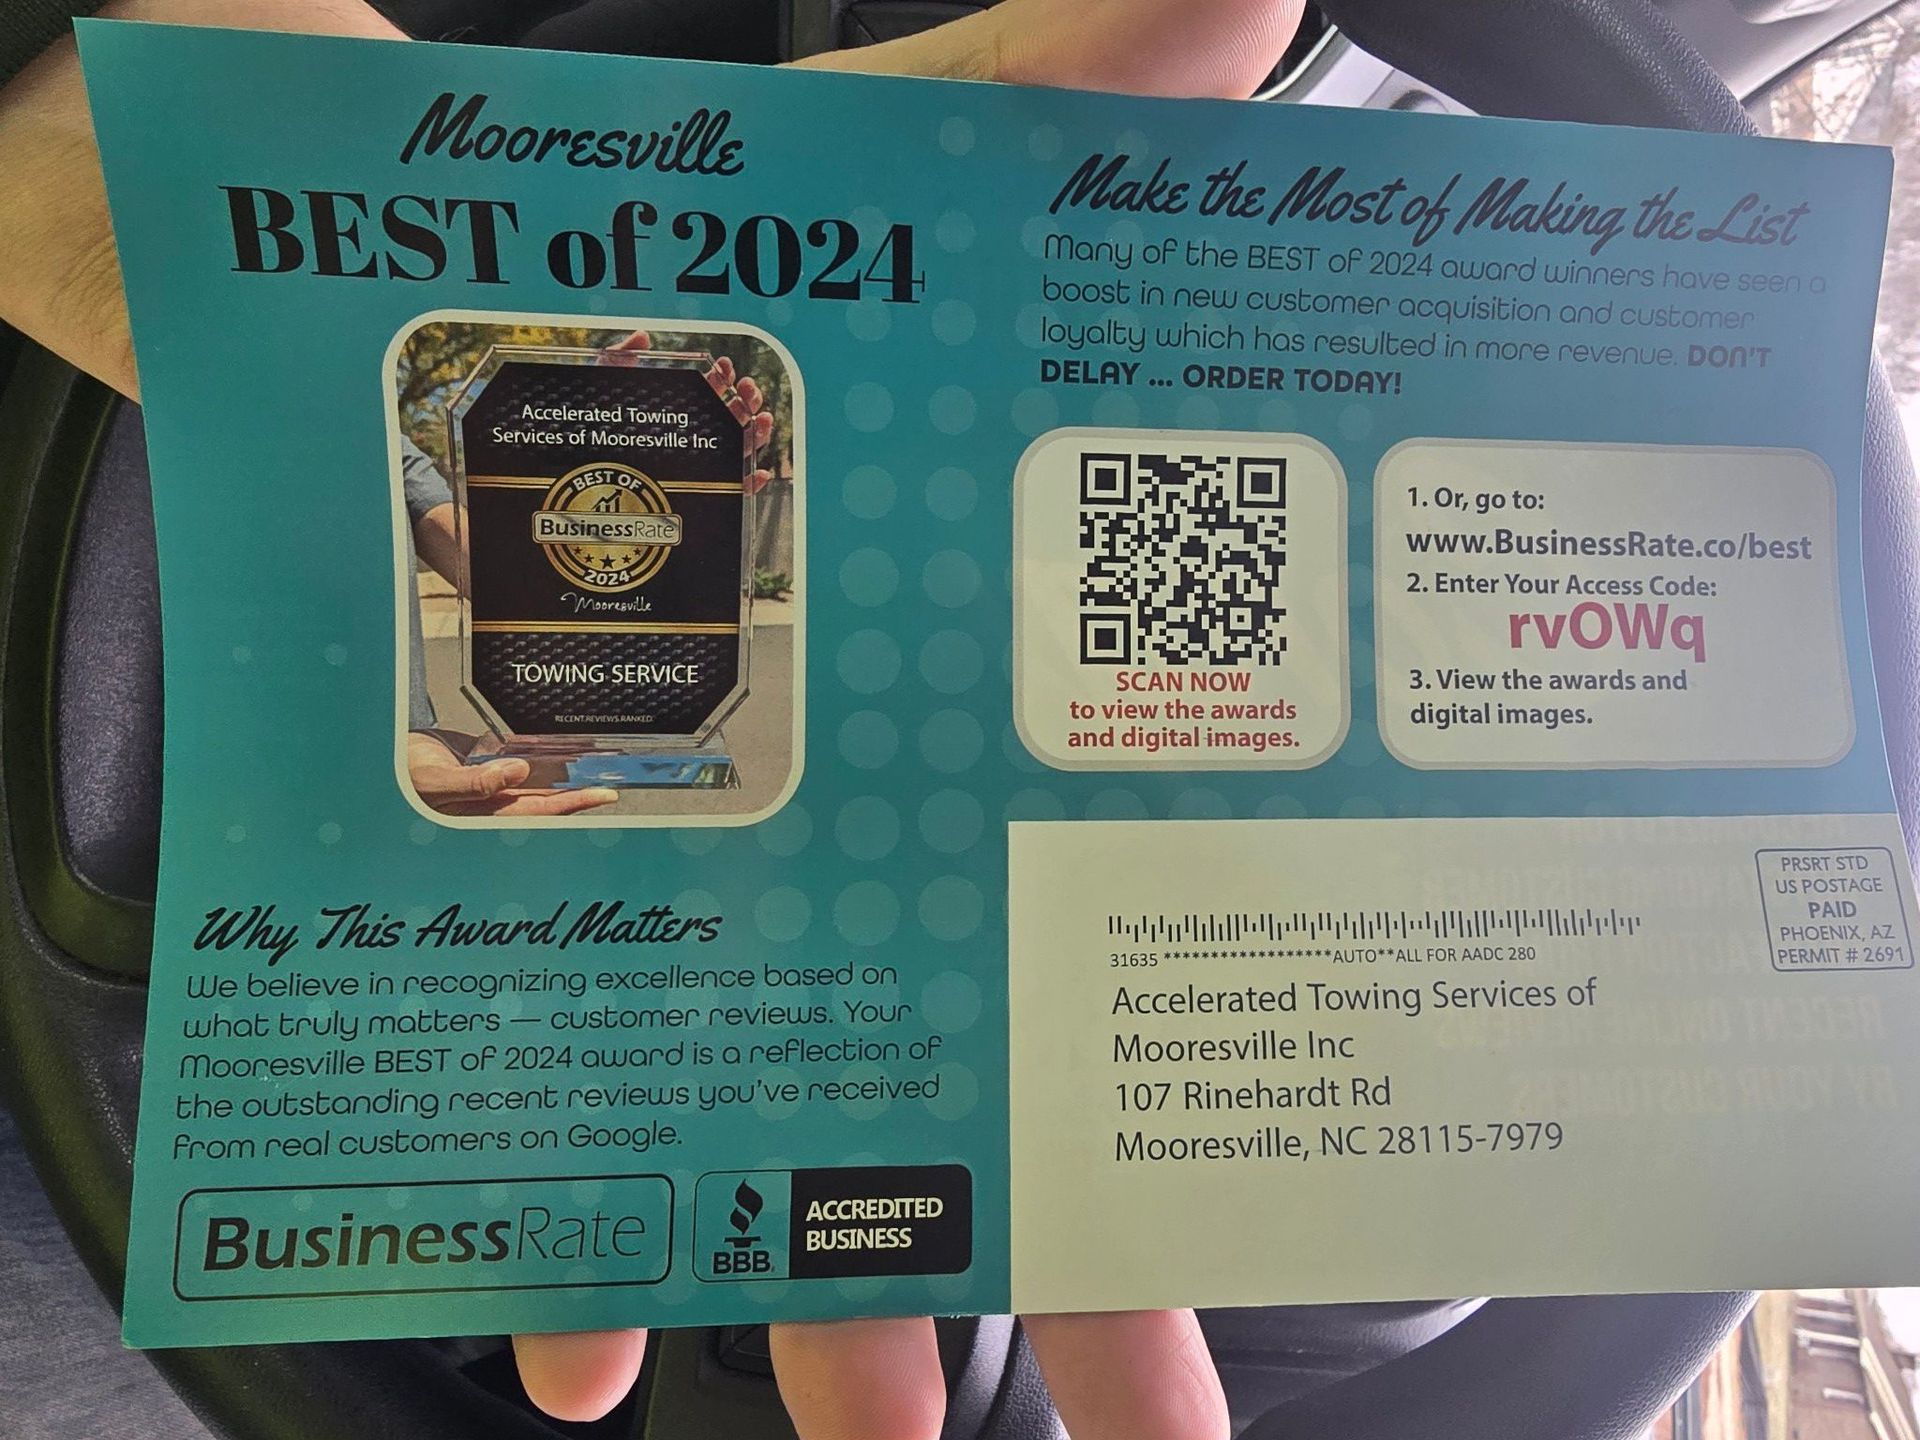 Mooresville
BEST of 2024
Accelerated Towing
Services of Mooresville Inc
BEST OF
BusinessRate
2024
Mooresville
TOWING SERVICE
RECENT.REVIEWS.RANKED.
Why This Award Matters
We believe in recognizing excellence based on
what truly matters — customer reviews. Your
Mooresville BEST of 2024 award is a reflection of
the outstanding recent reviews you've received
from real customers on Google.
BusinessRate
BBB.
ACCREDITED
BUSINESS
Make the Most of Making the List
Many of the BEST of 2024 award winners have seen a
boost in new customer acquisition and customer
loyalty which has resulted in more revenue. DON'T
DELAY ... ORDER TODAY!
SCAN NOW
to view the awards
and digital images.
1. Or, go to:
www.BusinessRate.co/best
2. Enter Your Access Code:
rvOWq
3. View the awards and
digital images.
PRSRT STD
US POSTAGE
PAID
PHOENIX, AZ
PERMIT # 2691
31635 ******************AUTO**ALL FOR AADC 280
Accelerated Towing Services of
Mooresville Inc
107 Rinehardt Rd
Mooresville, NC 28115-7979